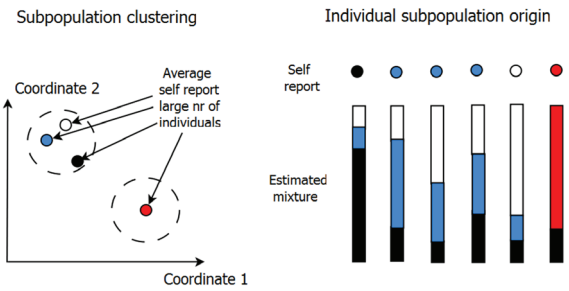 Subpopulation clustering
Individual subpopulation origin
Coordinate 2
Average
self report
large nr of
individuals
Coordinate 1
Self
report
Estimated
mixture